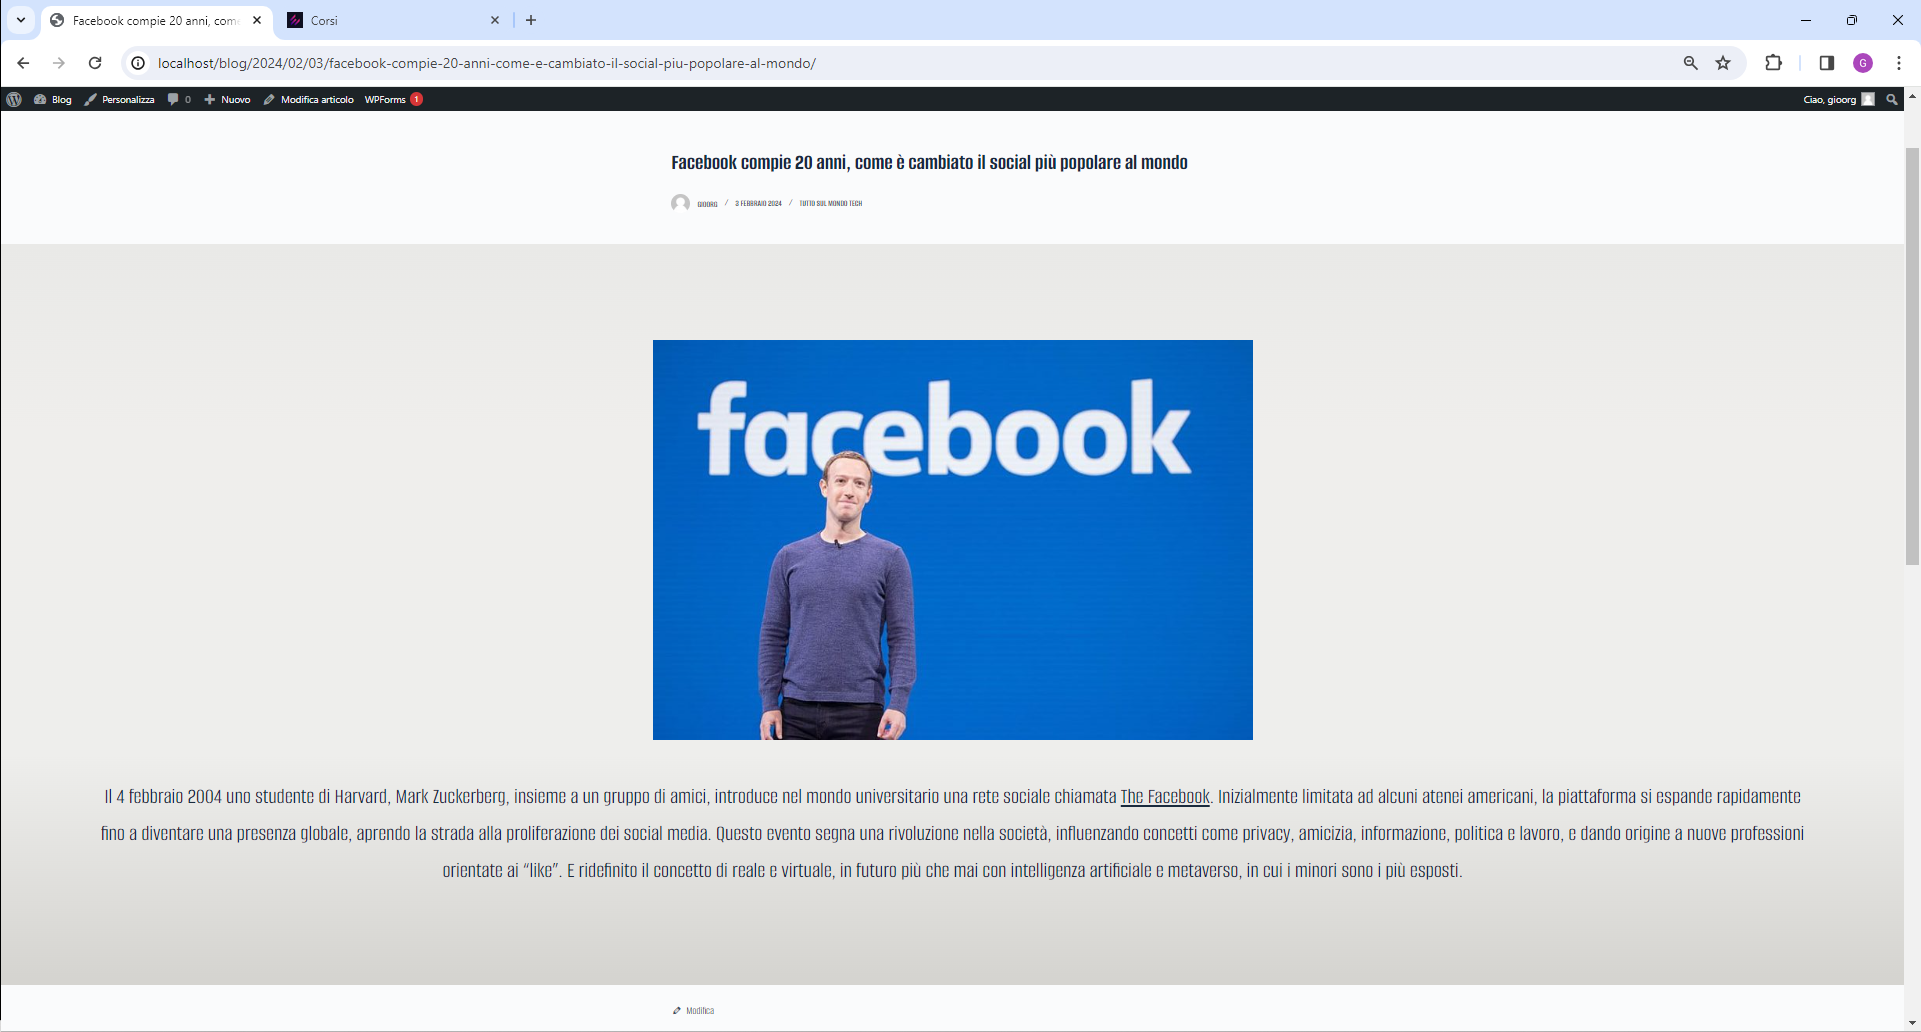 Facebook compie 20 anni, com
Corsi
localhost/blog/2024/02/03/facebook-compie-20-anni-come-e-cambiato-il-social-piu-popolare-al-mondo/
G
Blog Personalizza 0 Nuovo Modifica articolo WPForms 1 Ciao, gioorg
Facebook compie 20 anni, come è cambiato il social più popolare al mondo
GIOORG / 3 FEBBRAIO 2024 / TUTTO SUL MONDO TECH
facebook
Il 4 febbraio 2004 uno studente di Harvard, Mark Zuckerberg, insieme a un gruppo di amici, introduce nel mondo universitario una rete sociale chiamata The Facebook. Inizialmente limitata ad alcuni atenei americani, la piattaforma si espande rapidamente
fino a diventare una presenza globale, aprendo la strada alla proliferazione dei social media. Questo evento segna una rivoluzione nella società, influenzando concetti come privacy, amicizia, informazione, politica e lavoro, e dando origine a nuove professioni
orientate ai “like”. E ridefinito il concetto di reale e virtuale, in futuro più che mai con intelligenza artificiale e metaverso, in cui i minori sono i più esposti.
Modifica